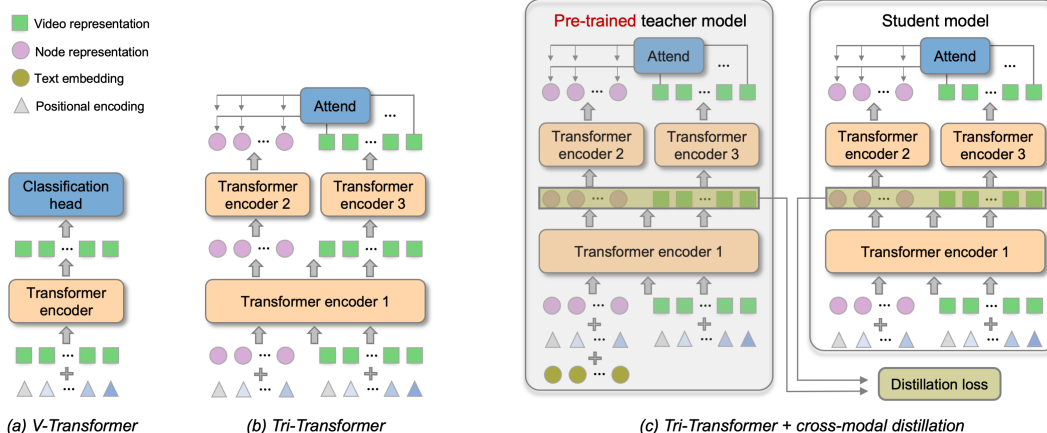 Video representation
Node representation
Text embedding
Positional encoding
Classification
head
Transformer
encoder
(a) V-Transformer
Attend
...
Transformer
encoder 2
Transformer
encoder 3
Transformer encoder 1
(b) Tri-Transformer
Pre-trained teacher model
Attend
...
Transformer
encoder 2
Transformer
encoder 3
Transformer encoder 1
Student model
Attend
...
Transformer
encoder 2
Transformer
encoder 3
Transformer encoder 1
Distillation loss
(c) Tri-Transformer + cross-modal distillation